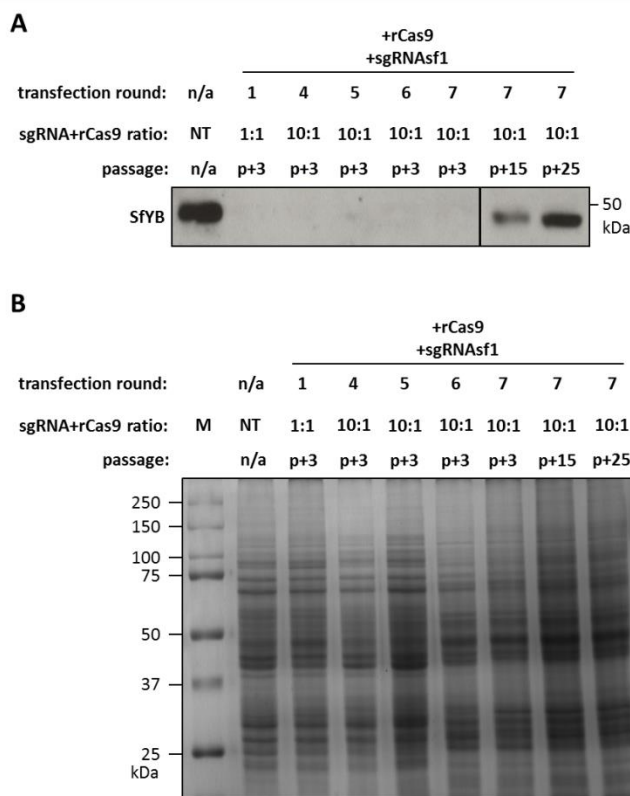 A
+rCas9
+sgRNAsf1
transfection round: n/a 1 4 5 6 7 7 7
sgRNA+rCas9 ratio: NT 1:1 10:1 10:1 10:1 10:1 10:1 10:1
passage: n/a p+3 p+3 p+3 p+3 p+3 p+15 p+25
SfYB
50
kDa
B
+rCas9
+sgRNAsf1
transfection round: n/a 1 4 5 6 7 7 7
sgRNA+rCas9 ratio: M NT 1:1 10:1 10:1 10:1 10:1 10:1 10:1
passage: n/a p+3 p+3 p+3 p+3 p+3 p+15 p+25
250
150
100
75
50
37
25
kDa